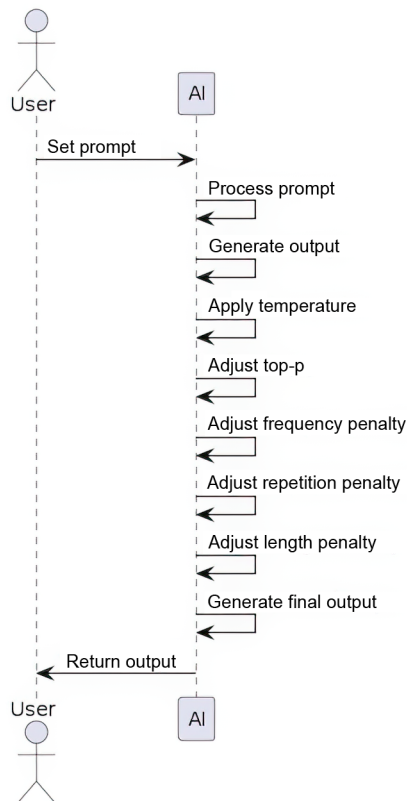 User
AI
Set prompt
Process prompt
Generate output
Apply temperature
Adjust top-p
Adjust frequency penalty
Adjust repetition penalty
Adjust length penalty
Generate final output
Return output
User
AI